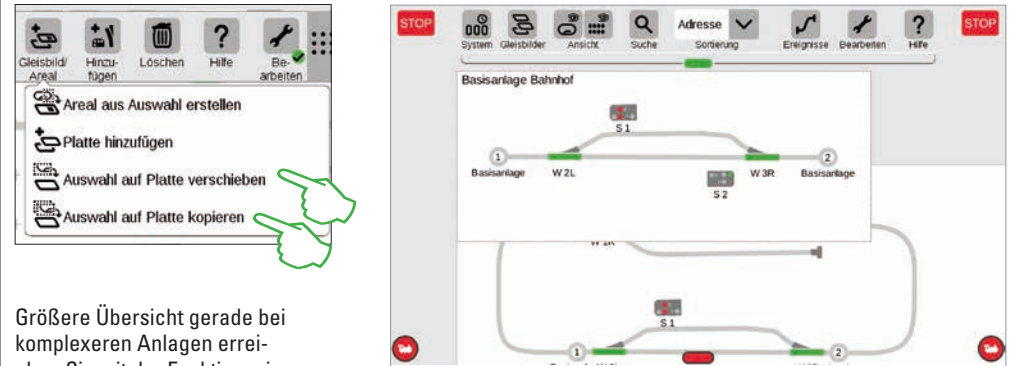 Gleisbild/
Areal
Hinzu-
fügen
Löschen
?
Hilfe
Be-
arbeiten
Areal aus Auswahl erstellen
Platte hinzufügen
Auswahl auf Platte verschieben
Auswahl auf Platte kopieren
Größere Übersicht gerade bei
komplexeren Anlagen errei-
STOP
System
Gleisbilder
Ansicht
Suche
Adresse
Sortierung
Ereignisse
Bearbeiten
?
Hilfe
STOP
Basisanlage Bahnhof
S 1
1
2
Basisanlage
W 2L
W 3R
Basisanlage
S 2
S 1
1
2